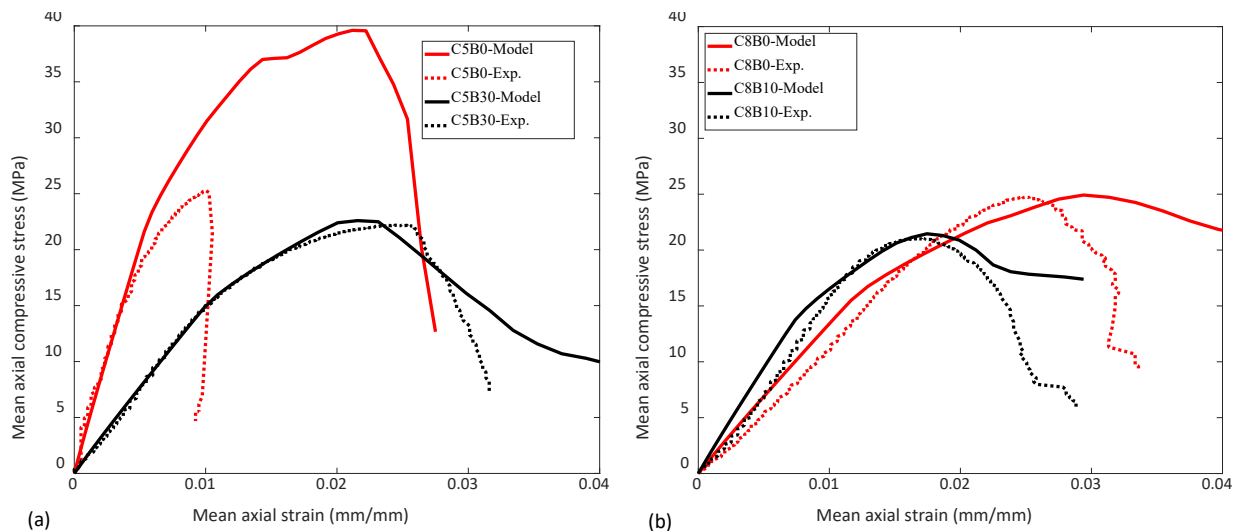 40
35
30
25
20
15
10
5
0
Mean axial compressive stress (MPa)
C5B0-Model
C5B0-Exp.
C5B30-Model
C5B30-Exp.
0 0.01 0.02 0.03 0.04
(a) Mean axial strain (mm/mm)
40
35
30
25
20
15
10
5
0
Mean axial compressive stress (MPa)
C8B0-Model
C8B0-Exp.
C8B10-Model
C8B10-Exp.
0 0.01 0.02 0.03 0.04
(b) Mean axial strain (mm/mm)